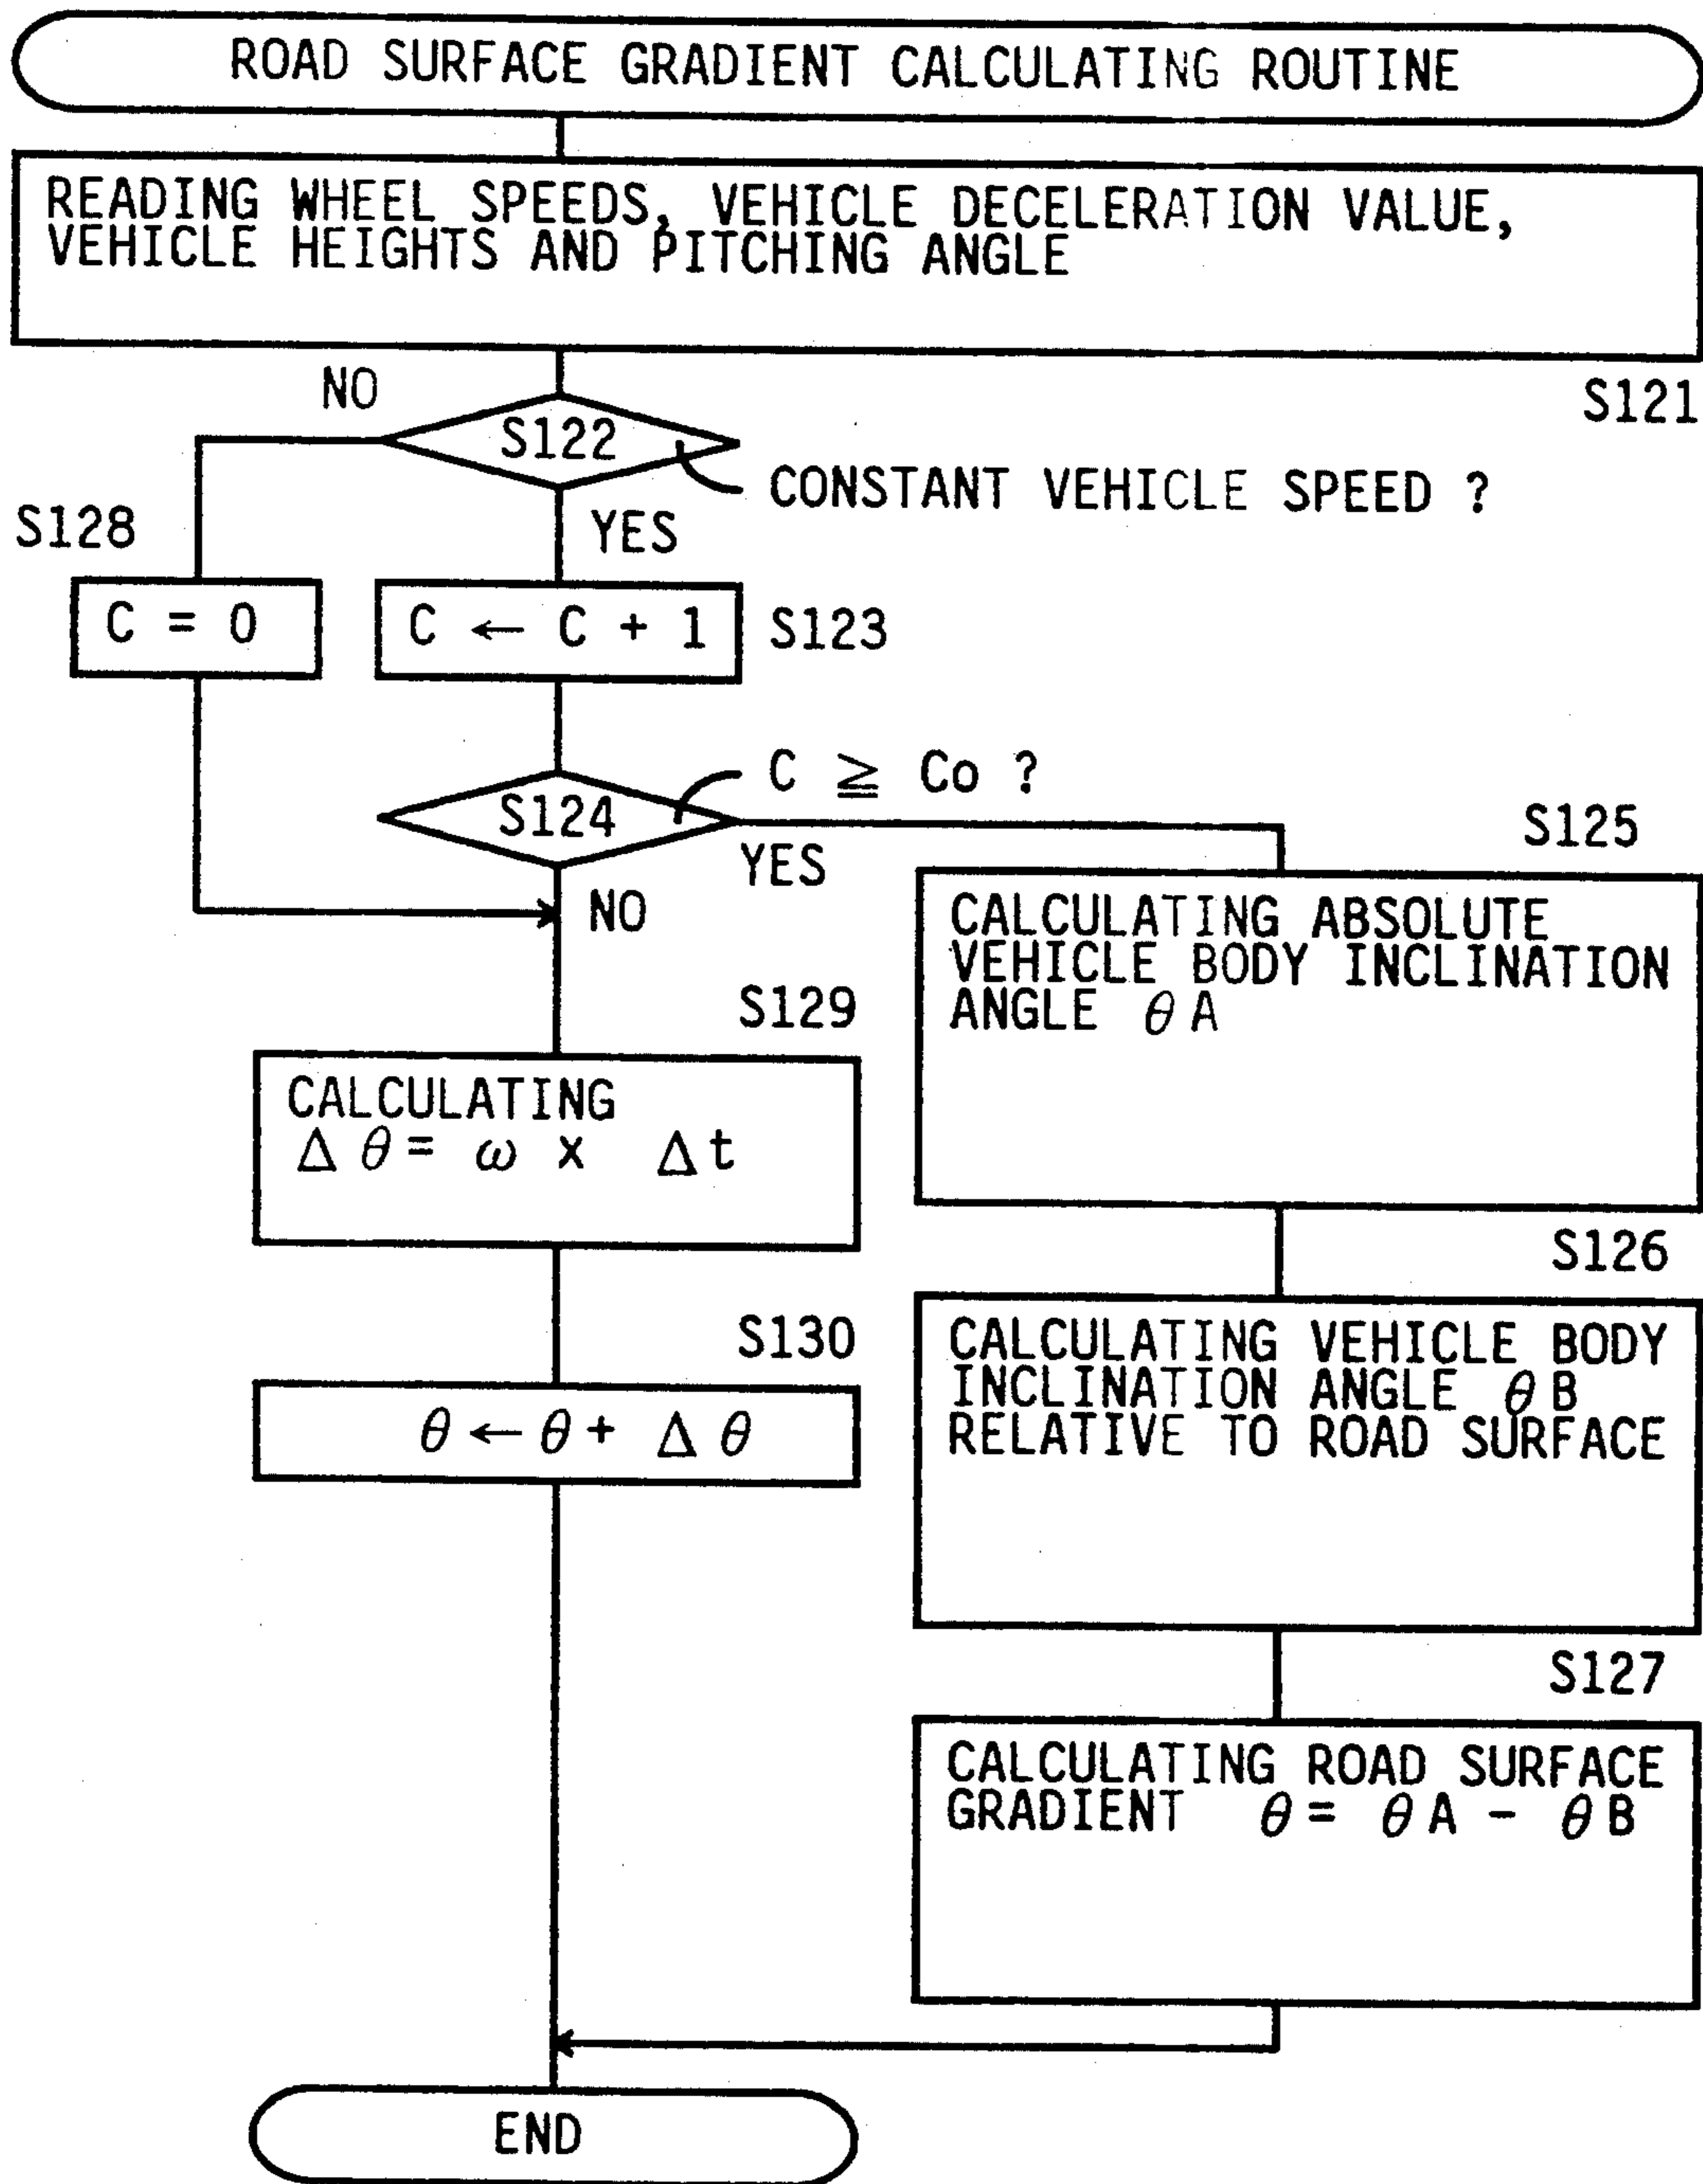 ROAD SURFACE GRADIENT CALCULATING ROUTINE
READING WHEEL SPEEDS, VEHICLE DECELERATION VALUE,
VEHICLE HEIGHTS AND PITCHING ANGLE
S121
NO
S122
CONSTANT VEHICLE SPEED ?
YES
S128
C = 0
C ← C + 1
S123
C ≧ Co ?
S124
YES
NO
S125
CALCULATING ABSOLUTE
VEHICLE BODY INCLINATION
ANGLE θA
S129
CALCULATING
Δθ = ω x Δt
S126
CALCULATING VEHICLE BODY
INCLINATION ANGLE θB
RELATIVE TO ROAD SURFACE
S130
θ ← θ + Δθ
S127
CALCULATING ROAD SURFACE
GRADIENT θ = θA - θB
END